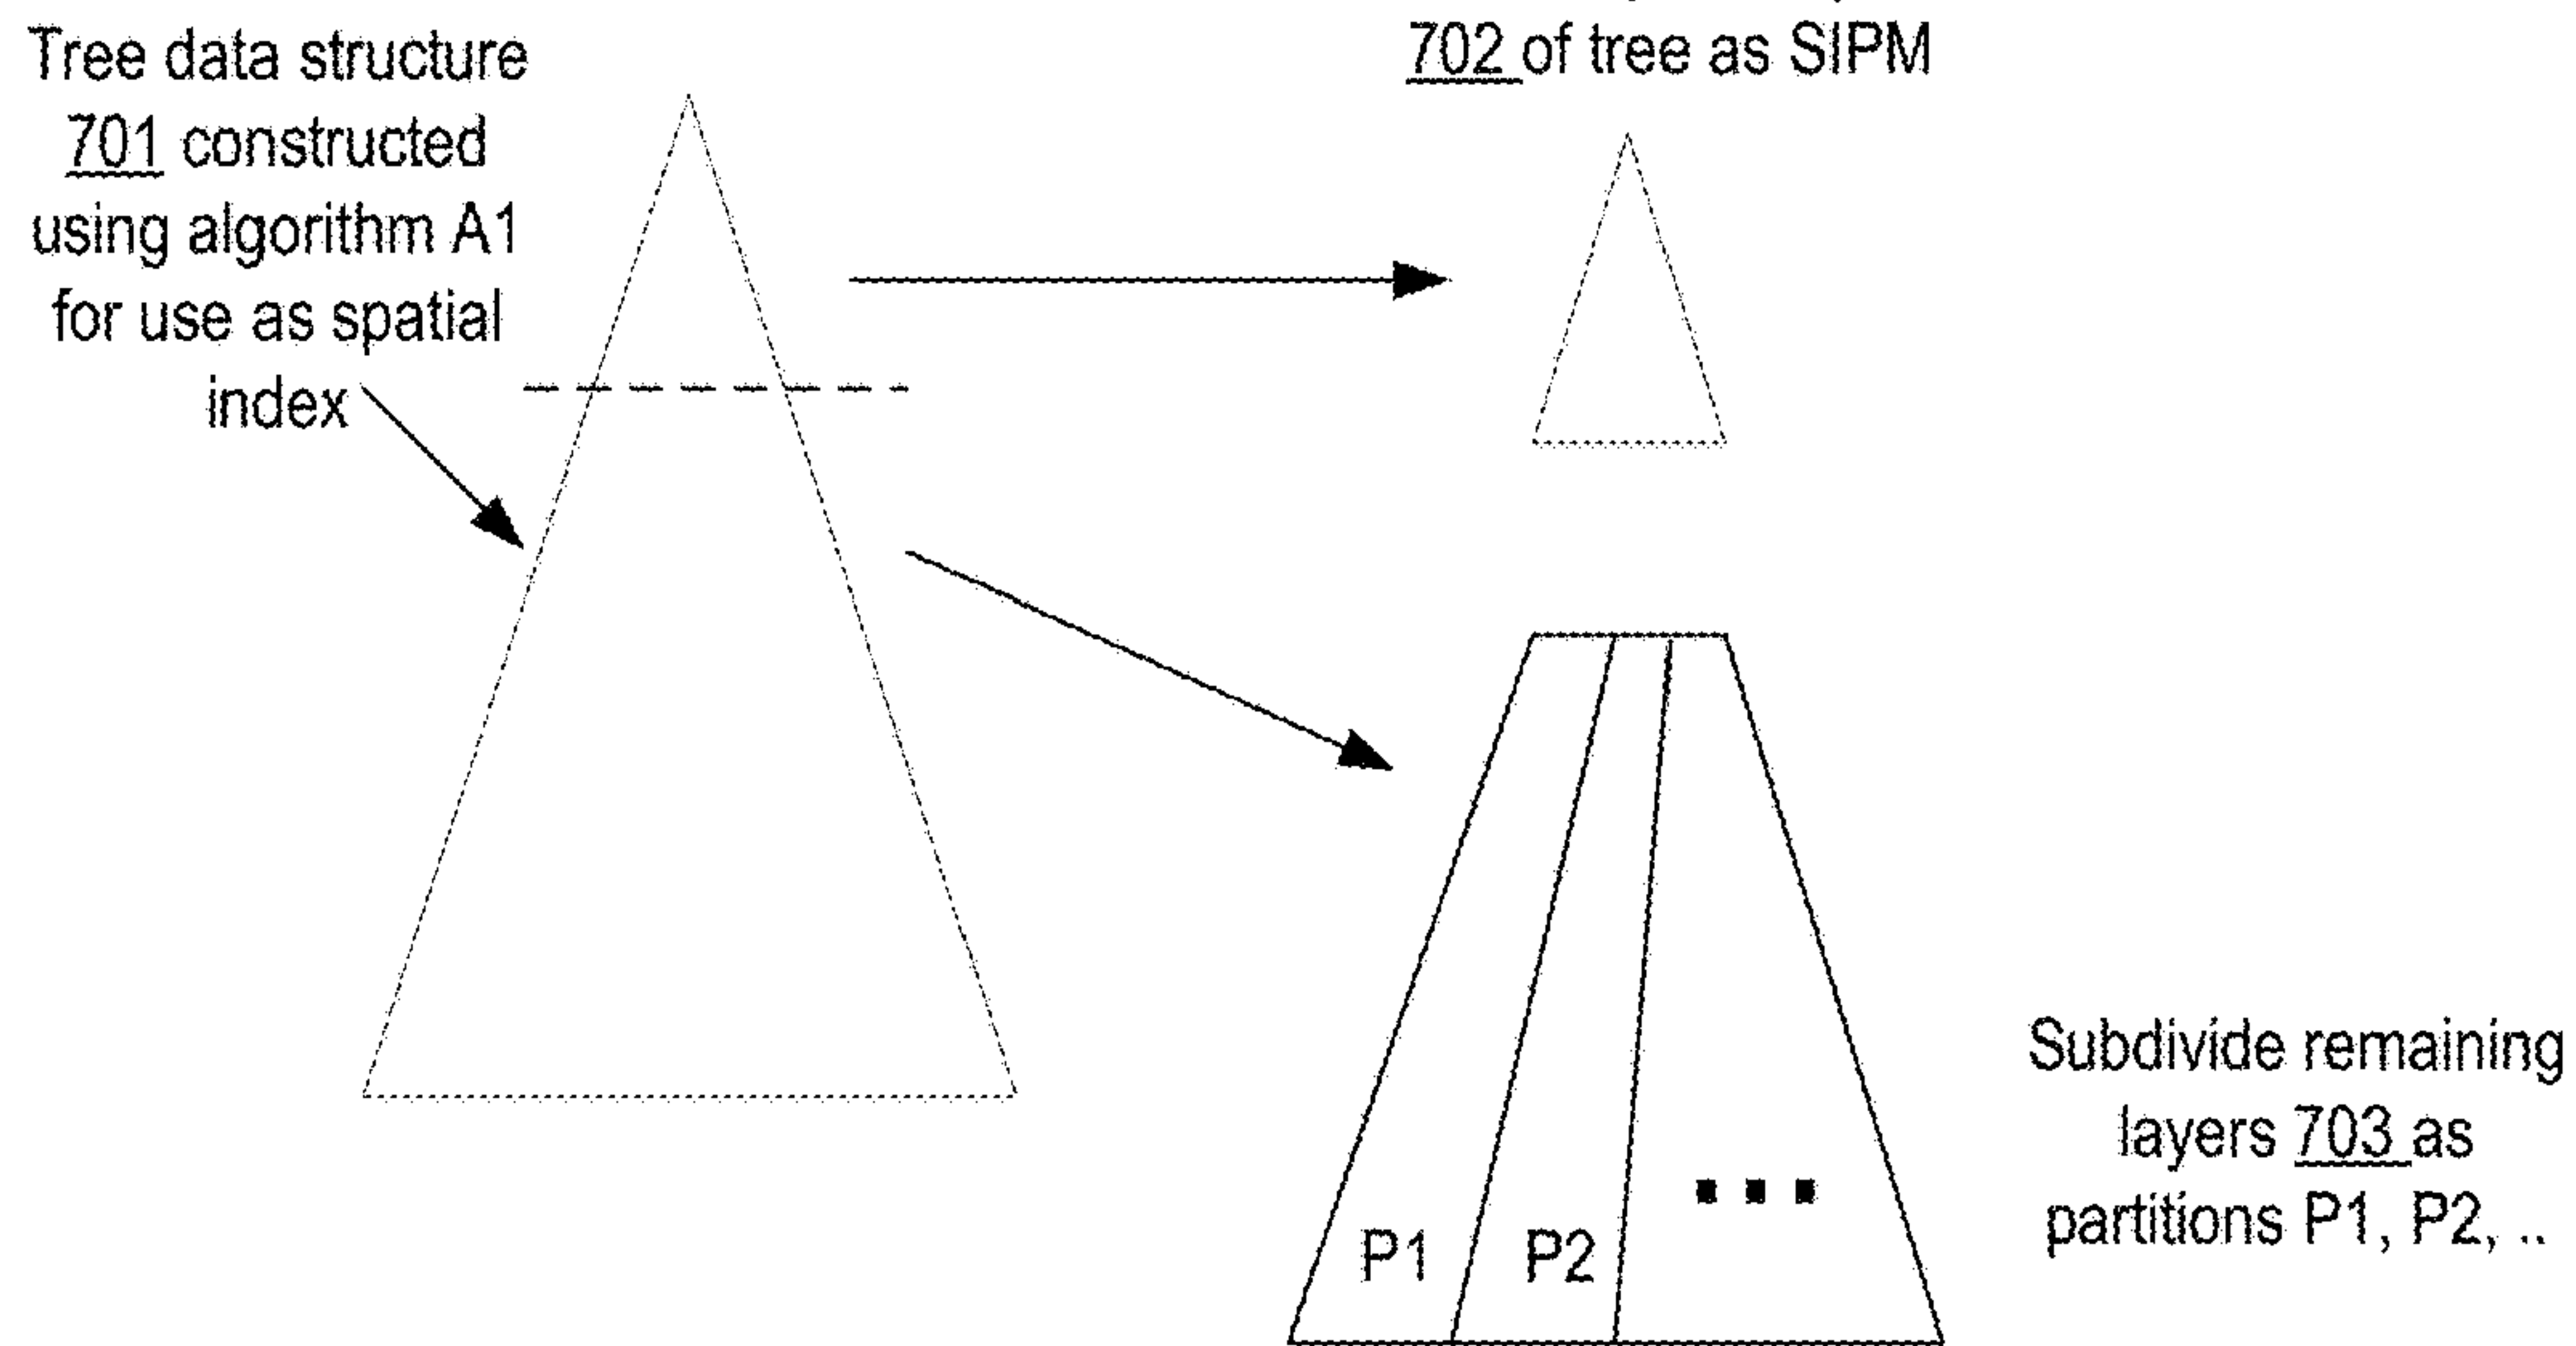 Tree data structure
701 constructed
using algorithm A1
for use as spatial
index
702 of tree as SIPM
P1
P2
...
Subdivide remaining
layers 703 as
partitions P1, P2, ..